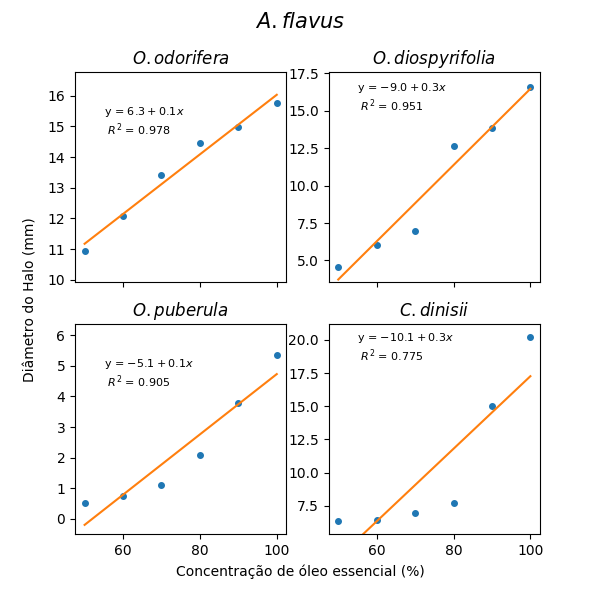 A. flavus
O. odorifera
16
15
14
13
12
11
10
y = 6.3 + 0.1x
R² = 0.978
O. diospyrifolia
17.5
15.0
12.5
10.0
7.5
5.0
y = −9.0 + 0.3x
R² = 0.951
Diâmetro do Halo (mm)
O. puberula
6
5
4
3
2
1
0
y = −5.1 + 0.1x
R² = 0.905
60 80 100
C. dinisii
20.0
17.5
15.0
12.5
10.0
7.5
y = −10.1 + 0.3x
R² = 0.775
60 80 100
Concentração de óleo essencial (%)